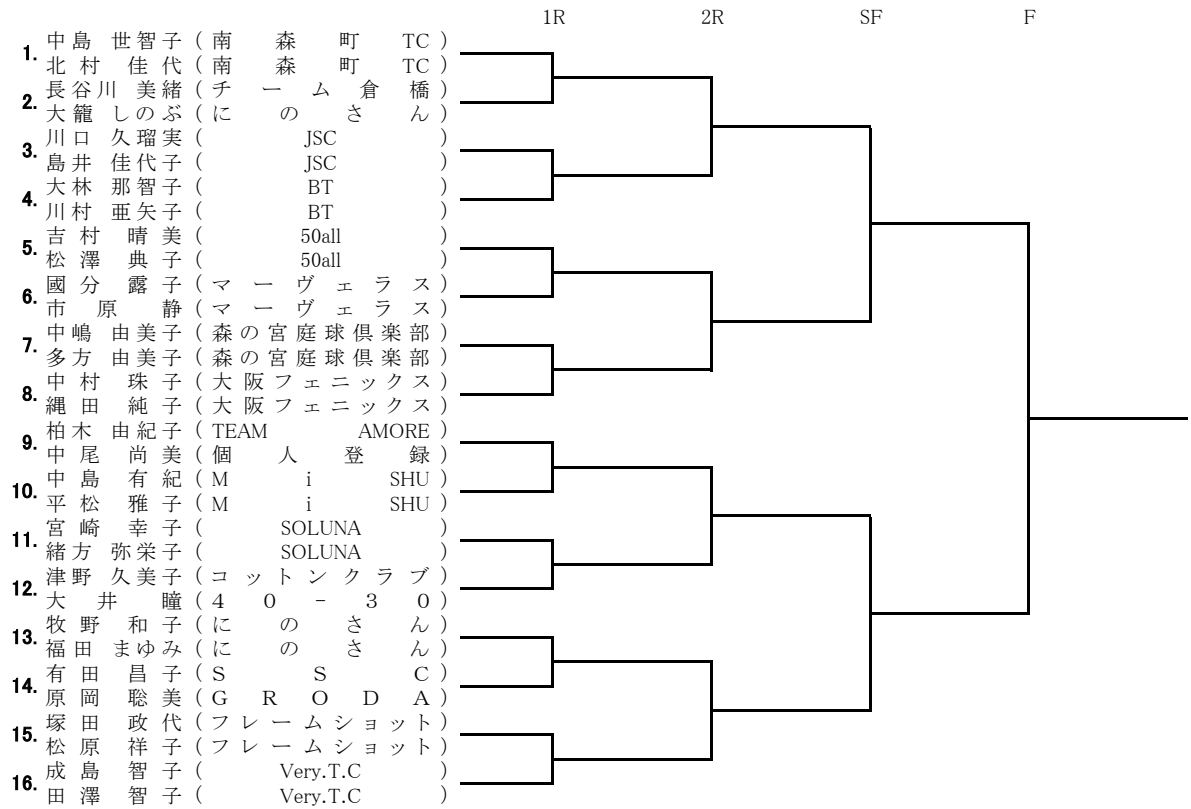 1R 2R SF F
1. 中島 世智子 ( 南森町TC )
北村 佳代 ( 南森町TC )
2. 長谷川 美緒 ( チーム倉橋 )
大籠 しのぶ ( にのさん )
3. 川口 久瑠実 ( JSC )
島井 佳代子 ( JSC )
4. 大林 那智子 ( BT )
川村 亜矢子 ( BT )
5. 吉村 晴美 ( 50all )
松澤 典子 ( 50all )
6. 國分 露子 ( マーヴェラス )
市原 静 ( マーヴェラス )
7. 中嶋 由美子 ( 森の宮庭球倶楽部 )
多方 由美子 ( 森の宮庭球倶楽部 )
8. 中村 珠子 ( 大阪フェニックス )
縄田 純子 ( 大阪フェニックス )
9. 柏木 由紀子 ( TEAM AMORE )
中尾 尚美 ( 個人登録 )
10. 中島 有紀 ( M i SHU )
平松 雅子 ( M i SHU )
11. 宮崎 幸子 ( SOLUNA )
緒方 弥栄子 ( SOLUNA )
12. 津野 久美子 ( コットンクラブ )
大井 瞳 ( 40-30 )
13. 牧野 和子 ( にのさん )
福田 まゆみ ( にのさん )
14. 有田 昌子 ( SSC )
原岡 聡美 ( GRODA )
15. 塚田 政代 ( フレームショット )
松原 祥子 ( フレームショット )
16. 成島 智子 ( Very.T.C )
田澤 智子 ( Very.T.C )